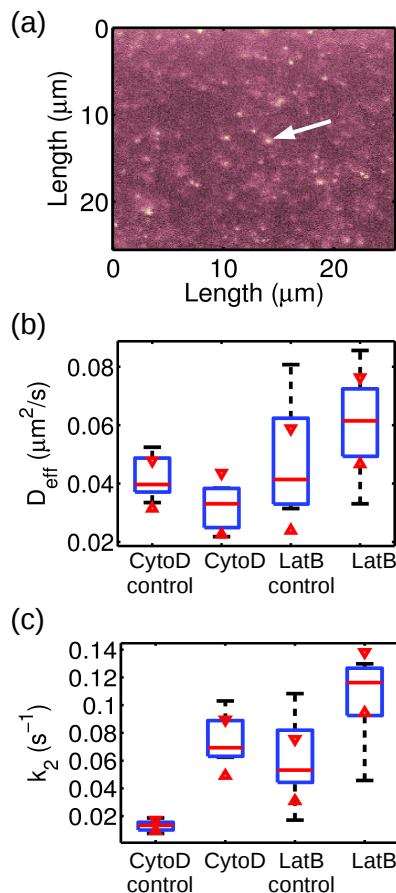 (a)
0
10
20
Length (μm)
0 10 20
Length (μm)
(b)
0.08
0.06
0.04
0.02
D_eff (μm²/s)
CytoD control
CytoD
LatB control
LatB
(c)
0.14
0.12
0.1
0.08
0.06
0.04
0.02
k₂ (s⁻¹)
CytoD control
CytoD
LatB control
LatB